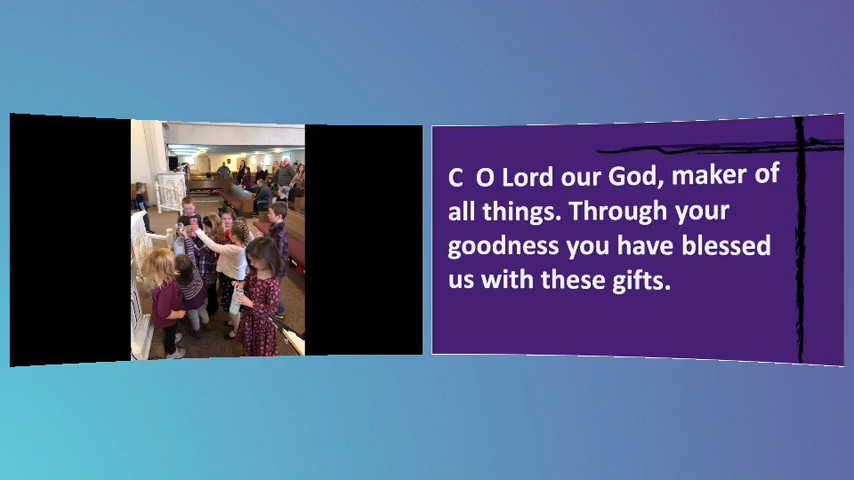 C O Lord our God, maker of
all things. Through your
goodness you have blessed
us with these gifts.